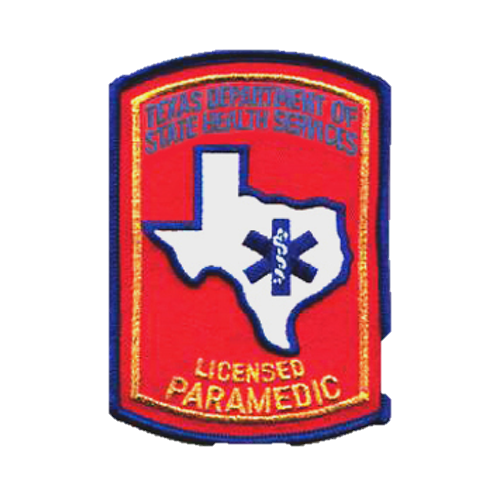 TEXAS DEPARTMENT OF
STATE HEALTH SERVICES
LICENSED
PARAMEDIC